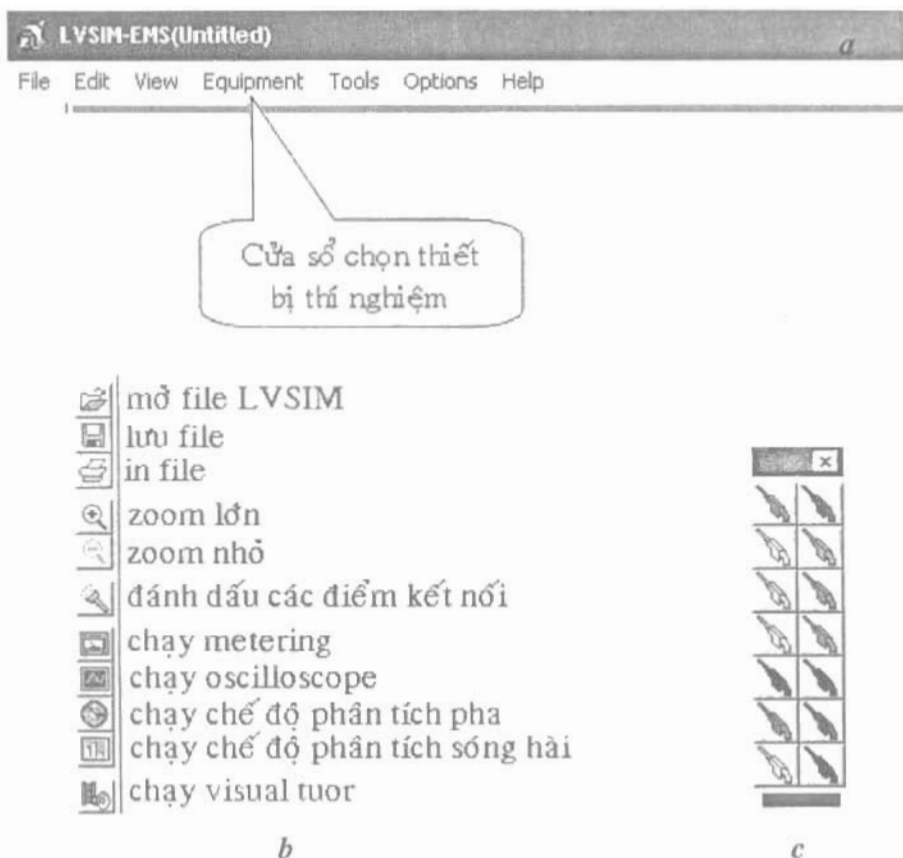 LVSIM-EMS(Untitled)
a
File Edit View Equipment Tools Options Help
Cửa sổ chọn thiết
bị thí nghiệm
mở file LVSIM
lưu file
in file
zoom lớn
zoom nhỏ
đánh dấu các điểm kết nối
chạy metering
chạy oscilloscope
chạy chế độ phân tích pha
chạy chế độ phân tích sóng hài
chạy visual tuor
b
c